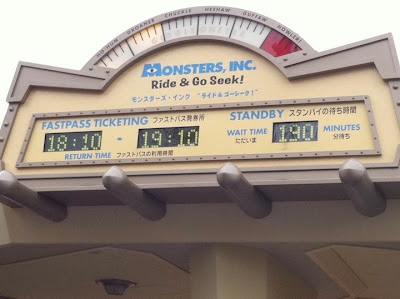 HO-HUM GROANER CHUCKLE HEEHAW GUFFAW HOWLER
MONSTERS, INC.
Ride & Go Seek!
モンスターズ・インク "ライド&ゴーシーク!"
FASTPASS TICKETING ファストパス発券所
18:10 - 19:10
RETURN TIME ファストパスの利用時間
STANDBY スタンバイの待ち時間
WAIT TIME 190 MINUTES
ただいま 分待ち